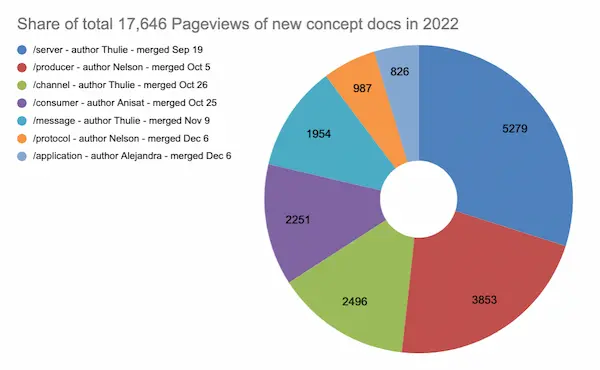 Share of total 17,646 Pageviews of new concept docs in 2022
/server - author Thulie - merged Sep 19
/producer - author Nelson - merged Oct 5
/channel - author Thulie - merged Oct 26
/consumer - author Anisat - merged Oct 25
/message - author Thulie - merged Nov 9
/protocol - author Nelson - merged Dec 6
/application - author Alejandra - merged Dec 6
5279
3853
2496
2251
1954
987
826